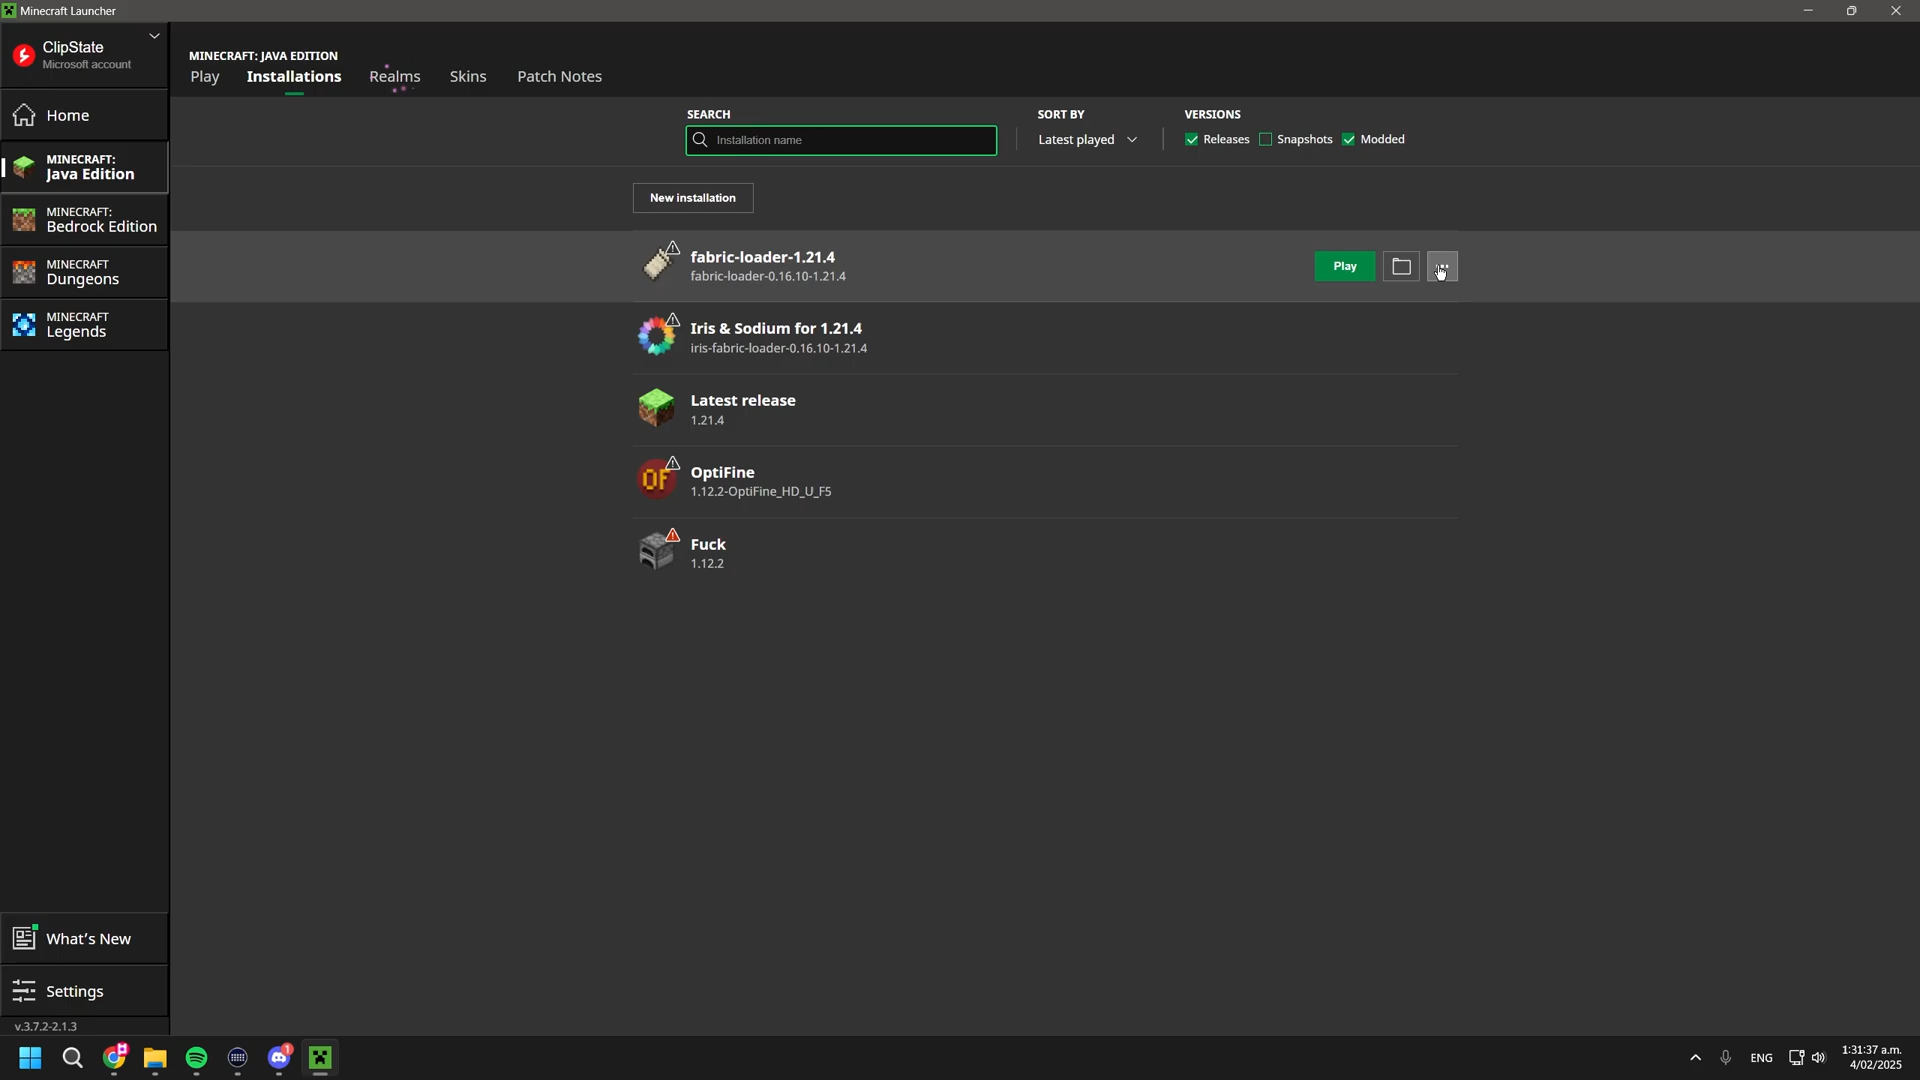 Minecraft Launcher
ClipState
Microsoft account
Home
MINECRAFT:
Java Edition
MINECRAFT:
Bedrock Edition
MINECRAFT
Dungeons
MINECRAFT
Legends
What's New
Settings
v.3.7.2-2.1.3
MINECRAFT: JAVA EDITION
Play Installations Realms Skins Patch Notes
SEARCH SORT BY VERSIONS
Installation name Latest played Releases Snapshots Modded
New installation
fabric-loader-1.21.4
fabric-loader-0.16.10-1.21.4
Play
Iris & Sodium for 1.21.4
iris-fabric-loader-0.16.10-1.21.4
Latest release
1.21.4
OF
OptiFine
1.12.2-OptiFine_HD_U_F5
Fuck
1.12.2
1
ENG
1:31:37 a.m.
4/02/2025